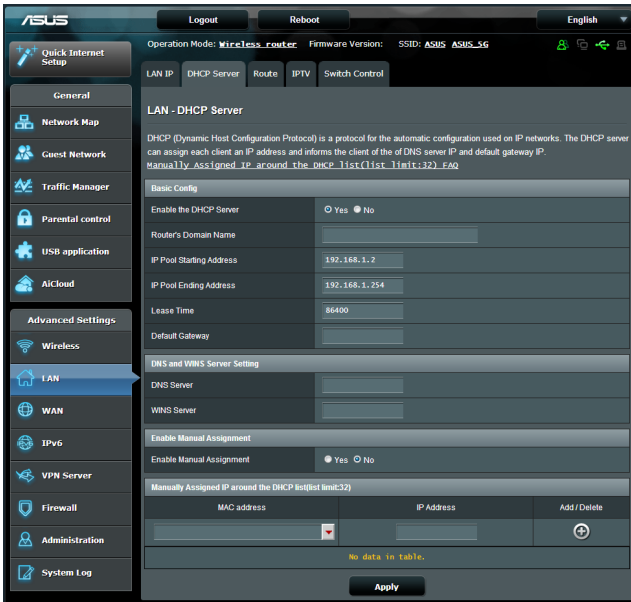 ASUS
Logout
Reboot
English
Quick Internet Setup
Operation Mode: Wireless router Firmware Version: SSID: ASUS ASUS_5G
LAN IP
DHCP Server
Route
IPTV
Switch Control
General
Network Map
Guest Network
Traffic Manager
Parental control
USB application
AiCloud
Advanced Settings
Wireless
LAN
WAN
IPv6
VPN Server
Firewall
Administration
System Log
LAN - DHCP Server
DHCP (Dynamic Host Configuration Protocol) is a protocol for the automatic configuration used on IP networks. The DHCP server
can assign each client an IP address and informs the client of the of DNS server IP and default gateway IP.
Manually Assigned IP around the DHCP list(list limit:32) FAQ
Basic Config
Enable the DHCP Server Yes No
Router's Domain Name
IP Pool Starting Address 192.168.1.2
IP Pool Ending Address 192.168.1.254
Lease Time 86400
Default Gateway
DNS and WINS Server Setting
DNS Server
WINS Server
Enable Manual Assignment
Enable Manual Assignment Yes No
Manually Assigned IP around the DHCP list(list limit:32)
MAC address IP Address Add / Delete
No data in table.
Apply